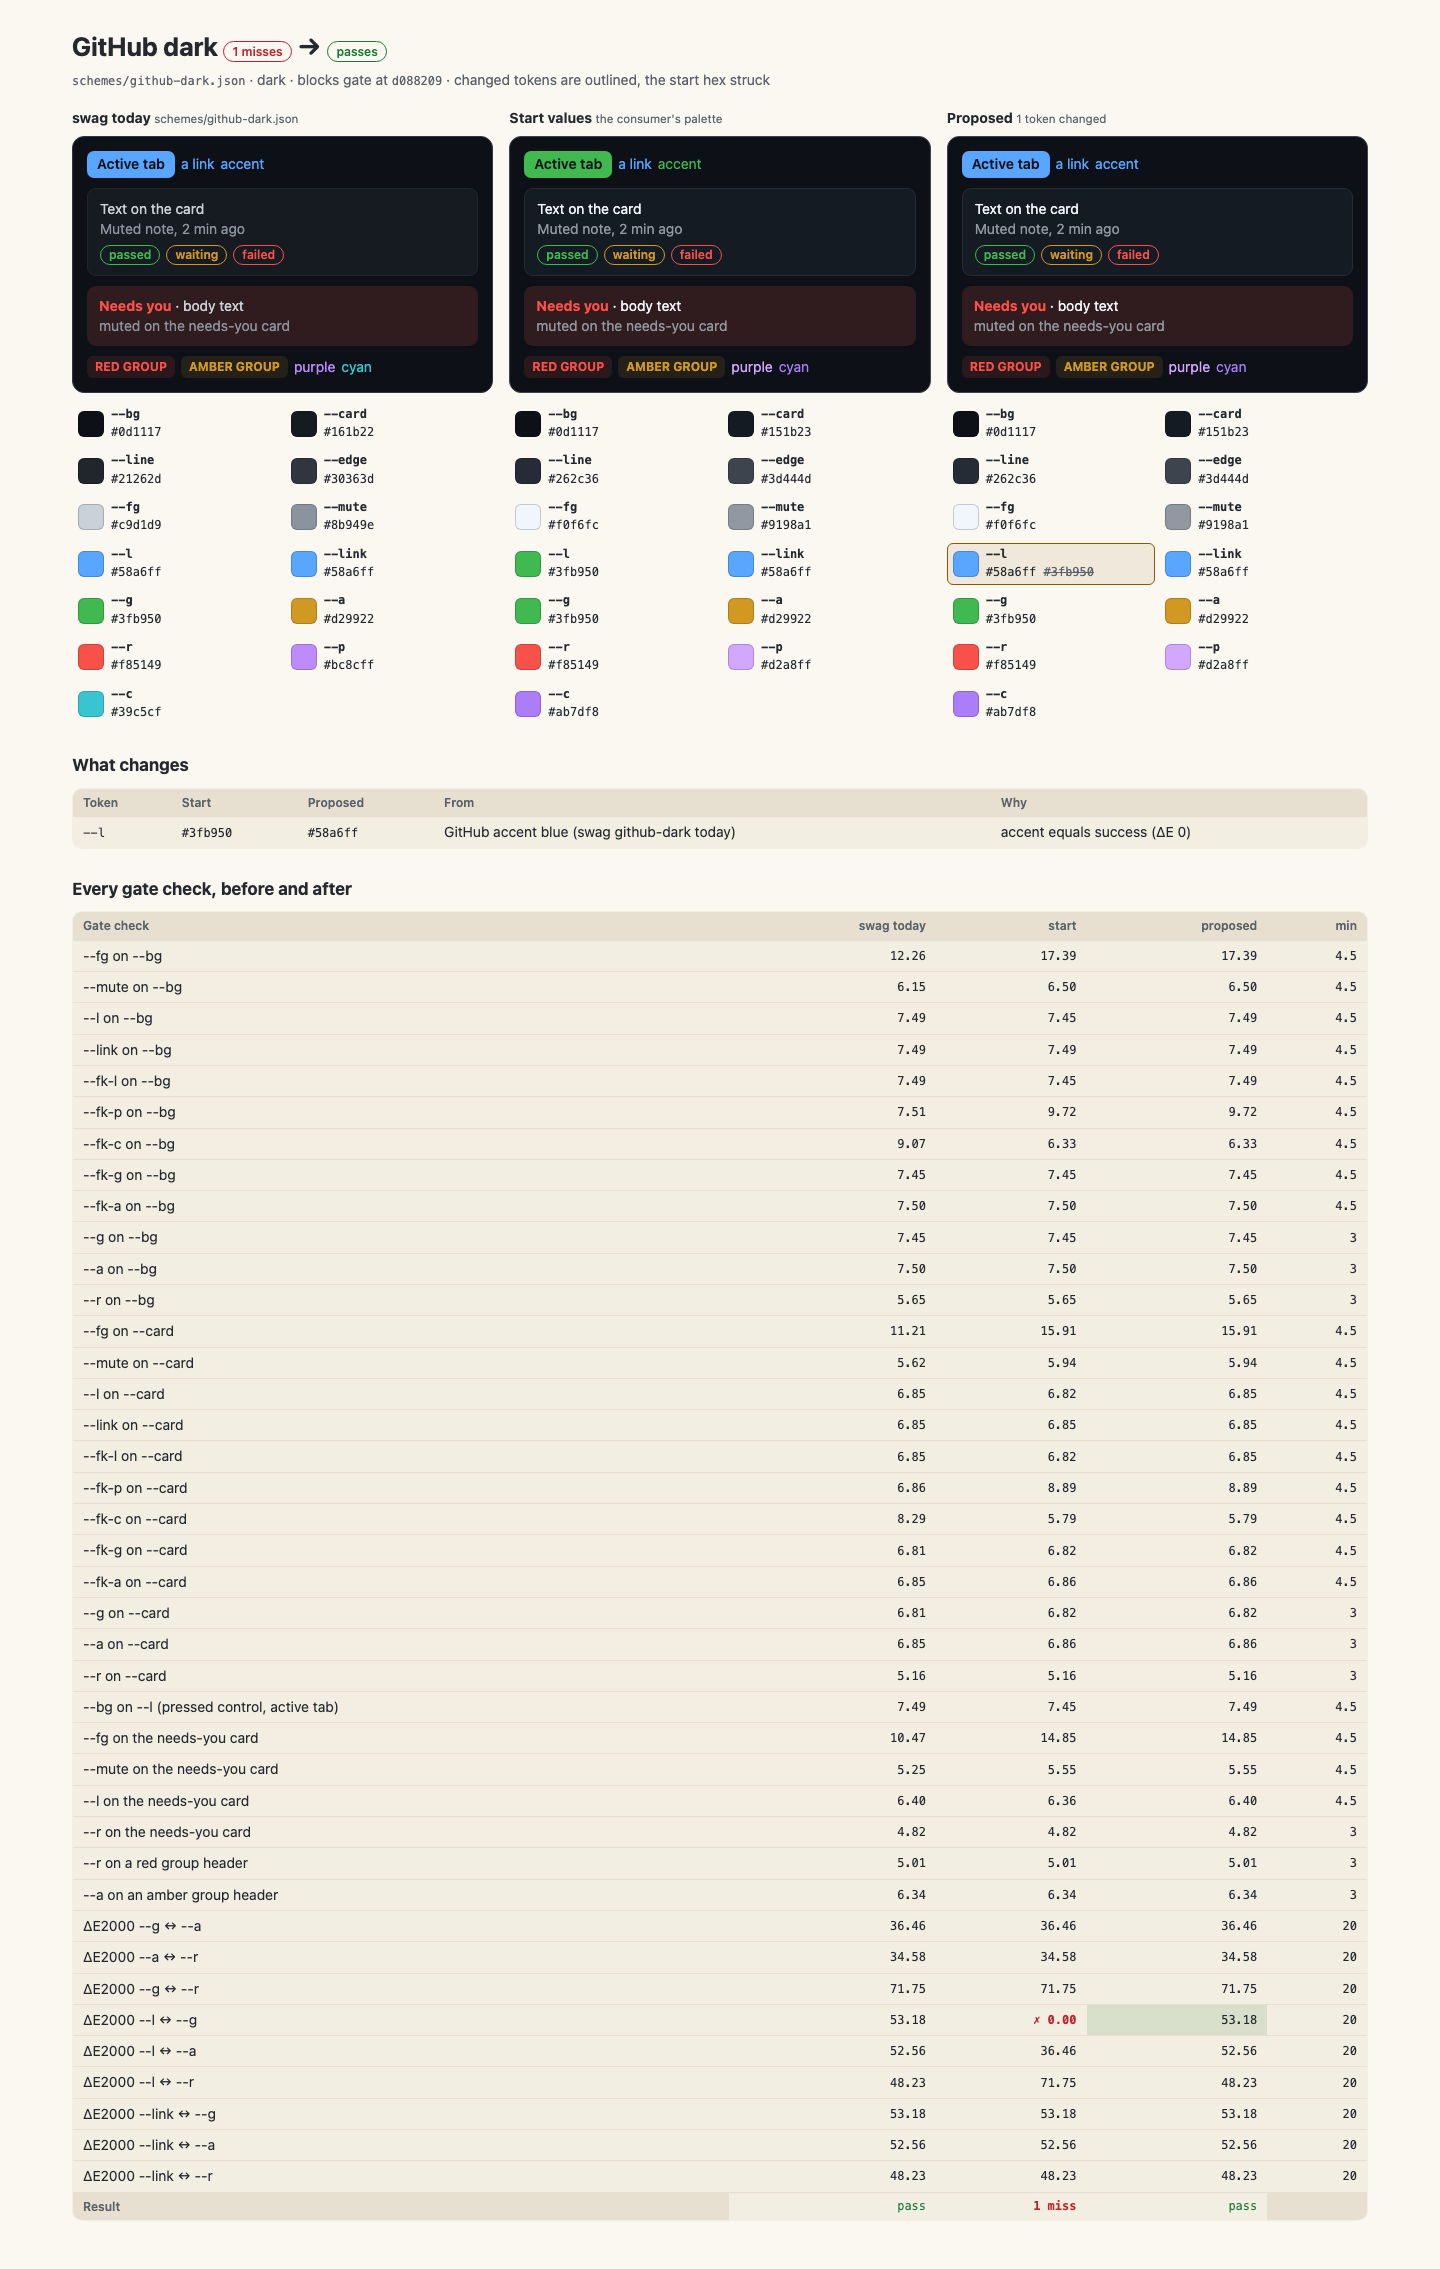 GitHub dark 1 misses → passes
schemes/github-dark.json · dark · blocks gate at d088209 · changed tokens are outlined, the start hex struck
swag today schemes/github-dark.json
Active tab a link accent
Text on the card
Muted note, 2 min ago
passed waiting failed
Needs you · body text
muted on the needs-you card
RED GROUP AMBER GROUP purple cyan
--bg
#0d1117
--card
#161b22
--line
#21262d
--edge
#30363d
--fg
#c9d1d9
--mute
#8b949e
--l
#58a6ff
--link
#58a6ff
--g
#3fb950
--a
#d29922
--r
#f85149
--p
#bc8cff
--c
#39c5cf
Start values the consumer's palette
Active tab a link accent
Text on the card
Muted note, 2 min ago
passed waiting failed
Needs you · body text
muted on the needs-you card
RED GROUP AMBER GROUP purple cyan
--bg
#0d1117
--card
#151b23
--line
#262c36
--edge
#3d444d
--fg
#f0f6fc
--mute
#9198a1
--l
#3fb950
--link
#58a6ff
--g
#3fb950
--a
#d29922
--r
#f85149
--p
#d2a8ff
--c
#ab7df8
Proposed 1 token changed
Active tab a link accent
Text on the card
Muted note, 2 min ago
passed waiting failed
Needs you · body text
muted on the needs-you card
RED GROUP AMBER GROUP purple cyan
--bg
#0d1117
--card
#151b23
--line
#262c36
--edge
#3d444d
--fg
#f0f6fc
--mute
#9198a1
--l
#58a6ff #3fb950
--link
#58a6ff
--g
#3fb950
--a
#d29922
--r
#f85149
--p
#d2a8ff
--c
#ab7df8
What changes
Token Start Proposed From Why
--l #3fb950 #58a6ff GitHub accent blue (swag github-dark today) accent equals success (ΔE 0)
Every gate check, before and after
Gate check swag today start proposed min
--fg on --bg 12.26 17.39 17.39 4.5
--mute on --bg 6.15 6.50 6.50 4.5
--l on --bg 7.49 7.45 7.49 4.5
--link on --bg 7.49 7.49 7.49 4.5
--fk-l on --bg 7.49 7.45 7.49 4.5
--fk-p on --bg 7.51 9.72 9.72 4.5
--fk-c on --bg 9.07 6.33 6.33 4.5
--fk-g on --bg 7.45 7.45 7.45 4.5
--fk-a on --bg 7.50 7.50 7.50 4.5
--g on --bg 7.45 7.45 7.45 3
--a on --bg 7.50 7.50 7.50 3
--r on --bg 5.65 5.65 5.65 3
--fg on --card 11.21 15.91 15.91 4.5
--mute on --card 5.62 5.94 5.94 4.5
--l on --card 6.85 6.82 6.85 4.5
--link on --card 6.85 6.85 6.85 4.5
--fk-l on --card 6.85 6.82 6.85 4.5
--fk-p on --card 6.86 8.89 8.89 4.5
--fk-c on --card 8.29 5.79 5.79 4.5
--fk-g on --card 6.81 6.82 6.82 4.5
--fk-a on --card 6.85 6.86 6.86 4.5
--g on --card 6.81 6.82 6.82 3
--a on --card 6.85 6.86 6.86 3
--r on --card 5.16 5.16 5.16 3
--bg on --l (pressed control, active tab) 7.49 7.45 7.49 4.5
--fg on the needs-you card 10.47 14.85 14.85 4.5
--mute on the needs-you card 5.25 5.55 5.55 4.5
--l on the needs-you card 6.40 6.36 6.40 4.5
--r on the needs-you card 4.82 4.82 4.82 3
--r on a red group header 5.01 5.01 5.01 3
--a on an amber group header 6.34 6.34 6.34 3
ΔE2000 --g ↔ --a 36.46 36.46 36.46 20
ΔE2000 --a ↔ --r 34.58 34.58 34.58 20
ΔE2000 --g ↔ --r 71.75 71.75 71.75 20
ΔE2000 --l ↔ --g 53.18 ✗ 0.00 53.18 20
ΔE2000 --l ↔ --a 52.56 36.46 52.56 20
ΔE2000 --l ↔ --r 48.23 71.75 48.23 20
ΔE2000 --link ↔ --g 53.18 53.18 53.18 20
ΔE2000 --link ↔ --a 52.56 52.56 52.56 20
ΔE2000 --link ↔ --r 48.23 48.23 48.23 20
Result pass 1 miss pass